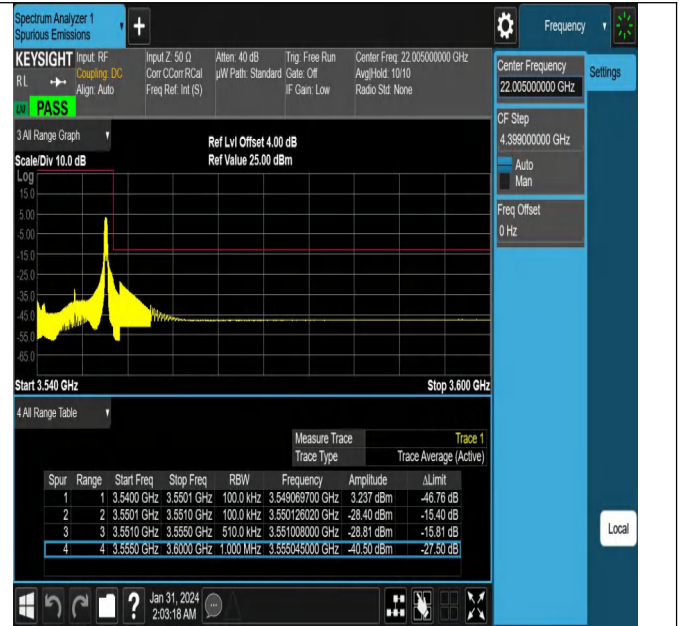 Spectrum Analyzer 1
Spurious Emissions
+
Frequency
KEYSIGHT Input: RF Input Z: 50 Ω Atten: 40 dB Trig: Free Run Center Freq: 22.005000000 GHz
RL Coupling: DC Corr CCorr RCal µW Path: Standard Gate: Off Avg|Hold: 10/10
Align: Auto Freq Ref: Int (S) IF Gain: Low Radio Std: None
LXI PASS
Center Frequency
22.005000000 GHz
Settings
CF Step
4.399000000 GHz
Auto
Man
Freq Offset
0 Hz
3 All Range Graph
Ref Lvl Offset 4.00 dB
Scale/Div 10.0 dB Ref Value 25.00 dBm
Log
15.0
5.00
-5.00
-15.0
-25.0
-35.0
-45.0
-55.0
-65.0
Start 3.540 GHz Stop 3.600 GHz
4 All Range Table
Measure Trace Trace 1
Trace Type Trace Average (Active)
Spur Range Start Freq Stop Freq RBW Frequency Amplitude ΔLimit
1 1 3.5400 GHz 3.5501 GHz 100.0 kHz 3.549069700 GHz 3.237 dBm -46.76 dB
2 2 3.5501 GHz 3.5510 GHz 100.0 kHz 3.550126020 GHz -28.40 dBm -15.40 dB
3 3 3.5510 GHz 3.5550 GHz 510.0 kHz 3.551008000 GHz -28.81 dBm -15.81 dB
4 4 3.5550 GHz 3.6000 GHz 1.000 MHz 3.555045000 GHz -40.50 dBm -27.50 dB
Local
? Jan 31, 2024
2:03:18 AM